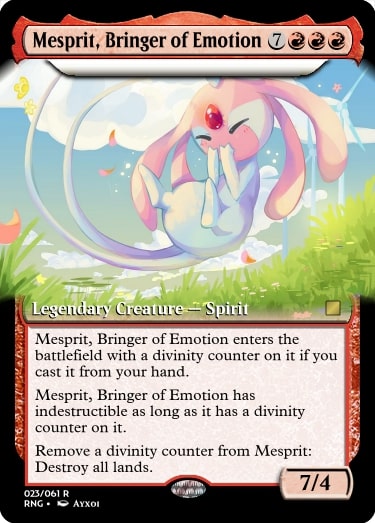 Mesprit, Bringer of Emotion 7
Legendary Creature — Spirit
Mesprit, Bringer of Emotion enters the
battlefield with a divinity counter on it if you
cast it from your hand.
Mesprit, Bringer of Emotion has
indestructible as long as it has a divinity
counter on it.
Remove a divinity counter from Mesprit:
Destroy all lands.
7/4
023/061 R
RNG • Ayxoi